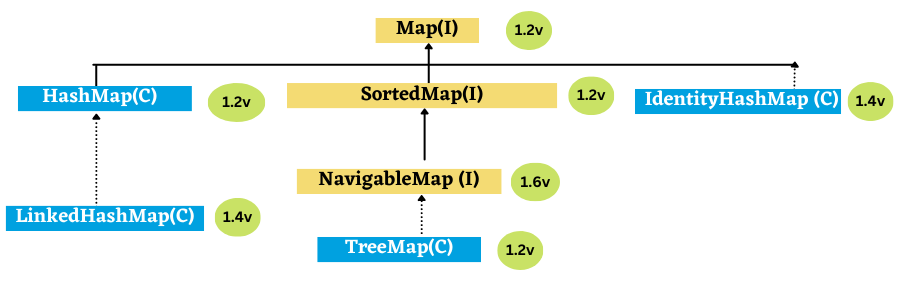 Map(I)
1.2v
HashMap(C)
1.2v
SortedMap(I)
1.2v
IdentityHashMap (C)
1.4v
NavigableMap (I)
1.6v
LinkedHashMap(C)
1.4v
TreeMap(C)
1.2v